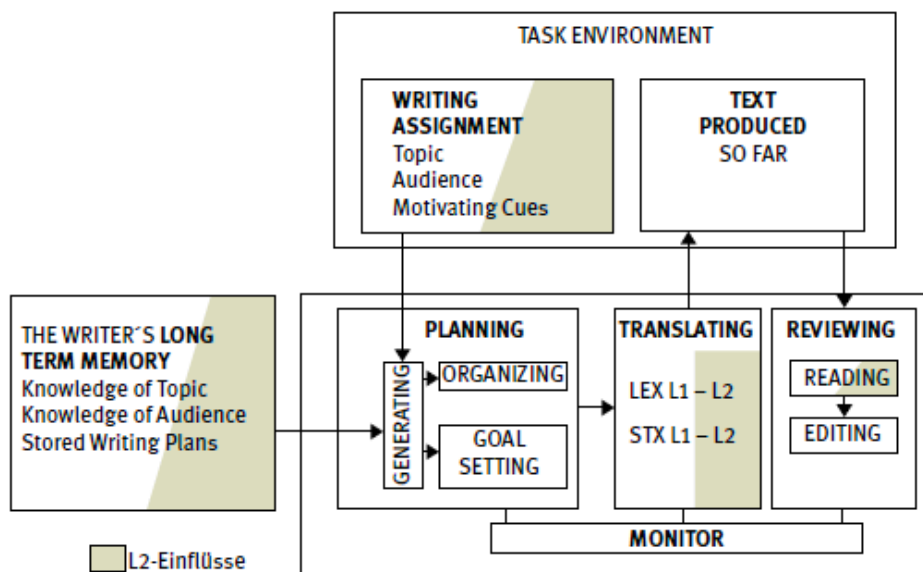 TASK ENVIRONMENT
WRITING
ASSIGNMENT
Topic
Audience
Motivating Cues
TEXT
PRODUCED
SO FAR
THE WRITER´S LONG
TERM MEMORY
Knowledge of Topic
Knowledge of Audience
Stored Writing Plans
PLANNING
GENERATING
ORGANIZING
GOAL
SETTING
TRANSLATING
LEX L1 – L2
STX L1 – L2
REVIEWING
READING
EDITING
MONITOR
L2-Einflüsse